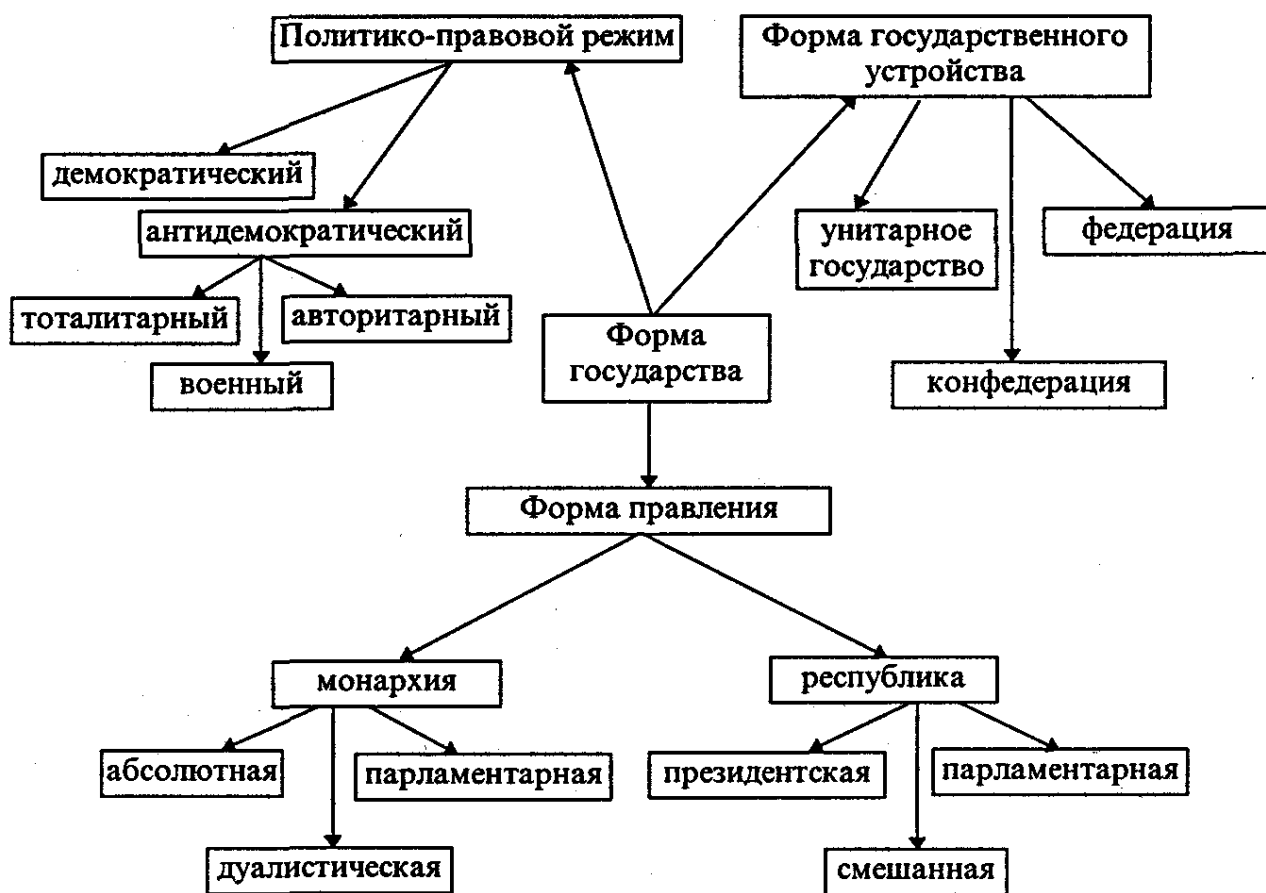 Политико-правовой режим
Форма государственного
устройства
демократический
антидемократический
тоталитарный
авторитарный
военный
унитарное
государство
федерация
конфедерация
Форма
государства
Форма правления
монархия
республика
абсолютная
парламентарная
дуалистическая
президентская
парламентарная
смешанная